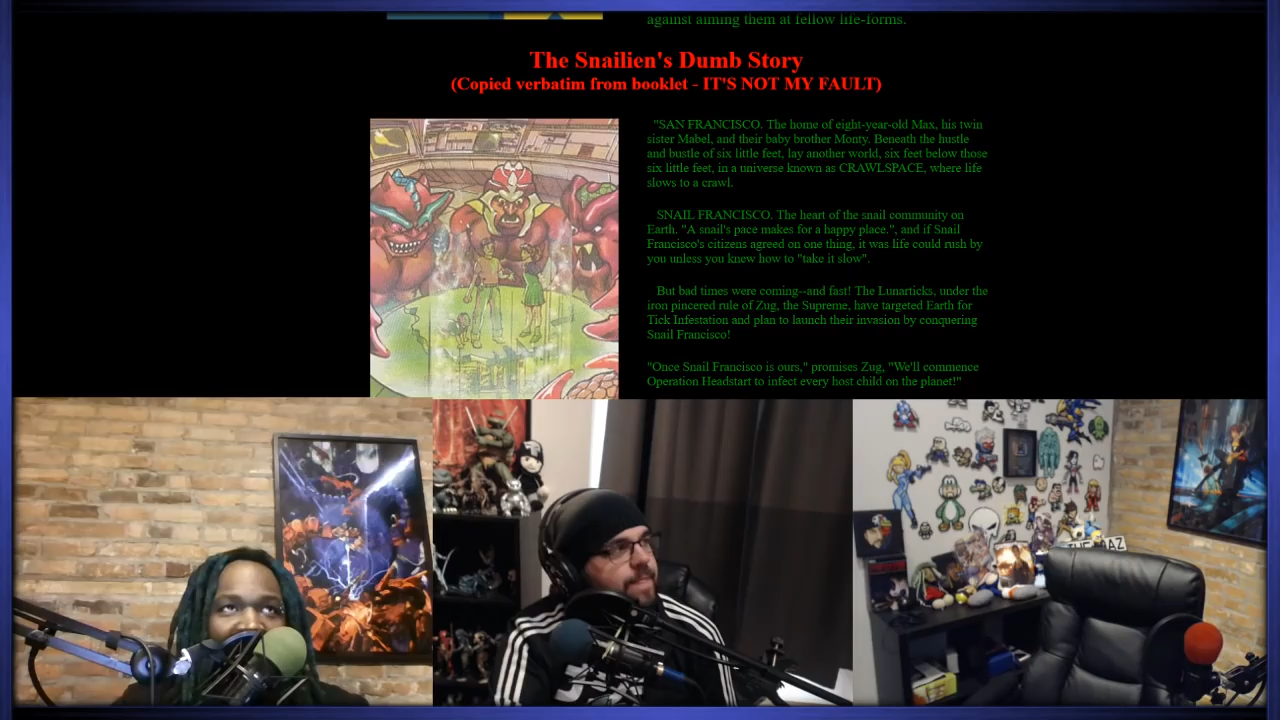 against aiming them at fellow life-forms.
The Snailien's Dumb Story
(Copied verbatim from booklet - IT'S NOT MY FAULT)
"SAN FRANCISCO. The home of eight-year-old Max, his twin
sister Mabel, and their baby brother Monty. Beneath the hustle
and bustle of six little feet, lay another world, six feet below those
six little feet, in a universe known as CRAWLSPACE, where life
slows to a crawl.
SNAIL FRANCISCO. The heart of the snail community on
Earth. "A snail's pace makes for a happy place.", and if Snail
Francisco's citizens agreed on one thing, it was life could rush by
you unless you knew how to "take it slow".
But bad times were coming--and fast! The Lunarticks, under the
iron pincered rule of Zug, the Supreme, have targeted Earth for
Tick Infestation and plan to launch their invasion by conquering
Snail Francisco!
"Once Snail Francisco is ours," promises Zug, "We'll commence
Operation Headstart to infect every host child on the planet!"